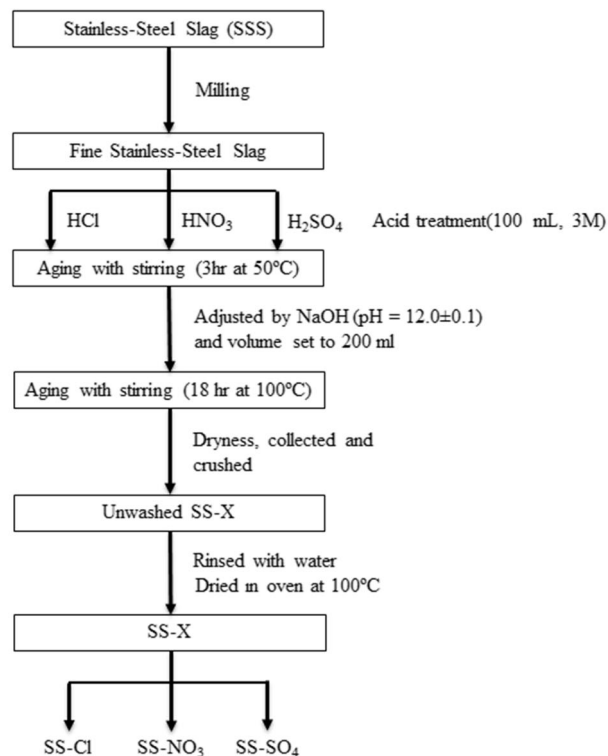 Stainless-Steel Slag (SSS)
Milling
Fine Stainless-Steel Slag
HCl HNO₃ H₂SO₄ Acid treatment(100 mL, 3M)
Aging with stirring (3hr at 50ºC)
Adjusted by NaOH (pH = 12.0±0.1)
and volume set to 200 ml
Aging with stirring (18 hr at 100ºC)
Dryness, collected and
crushed
Unwashed SS-X
Rinsed with water
Dried in oven at 100ºC
SS-X
SS-Cl SS-NO₃ SS-SO₄